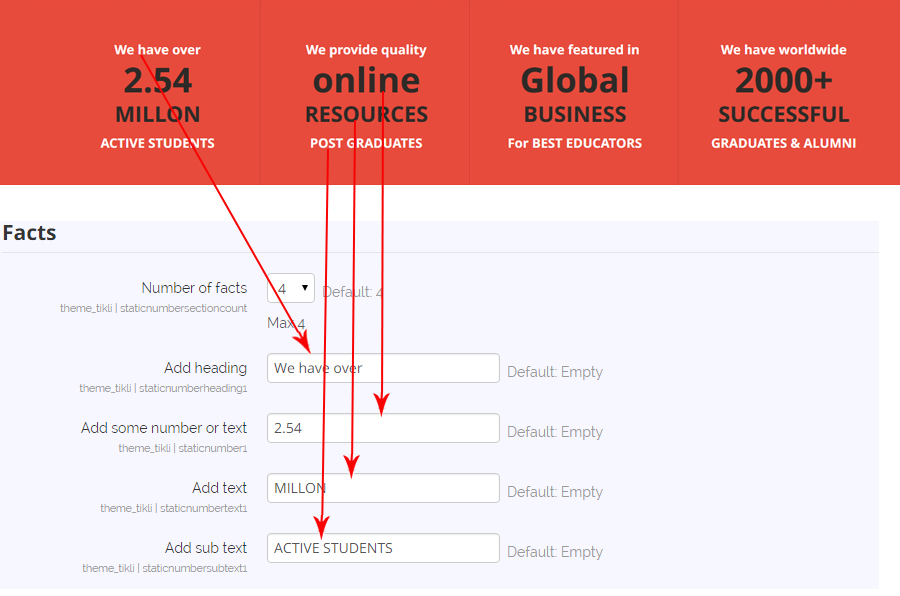 We have over
2.54
MILLON
ACTIVE STUDENTS
We provide quality
online
RESOURCES
POST GRADUATES
We have featured in
Global
BUSINESS
For BEST EDUCATORS
We have worldwide
2000+
SUCCESSFUL
GRADUATES & ALUMNI
Facts
Number of facts
theme_tikli | staticnumbersectioncount
4 Default: 4
Max 4
Add heading
theme_tikli | staticnumberheading1
We have over Default: Empty
Add some number or text
theme_tikli | staticnumber1
2.54 Default: Empty
Add text
theme_tikli | staticnumbertext1
MILLON Default: Empty
Add sub text
theme_tikli | staticnumbersubtext1
ACTIVE STUDENTS Default: Empty